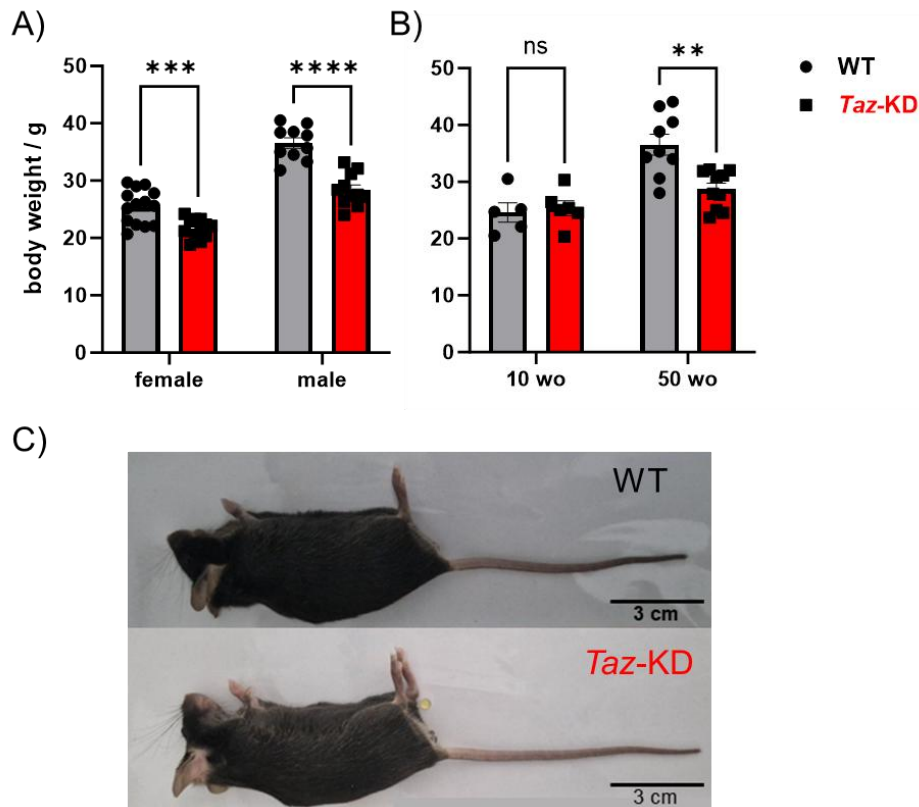 A)
*** ****
50
40
30
20
10
0
body weight / g
female male
B)
ns **
50
40
30
20
10
0
10 wo 50 wo
WT
Taz-KD
C)
WT
3 cm
Taz-KD
3 cm